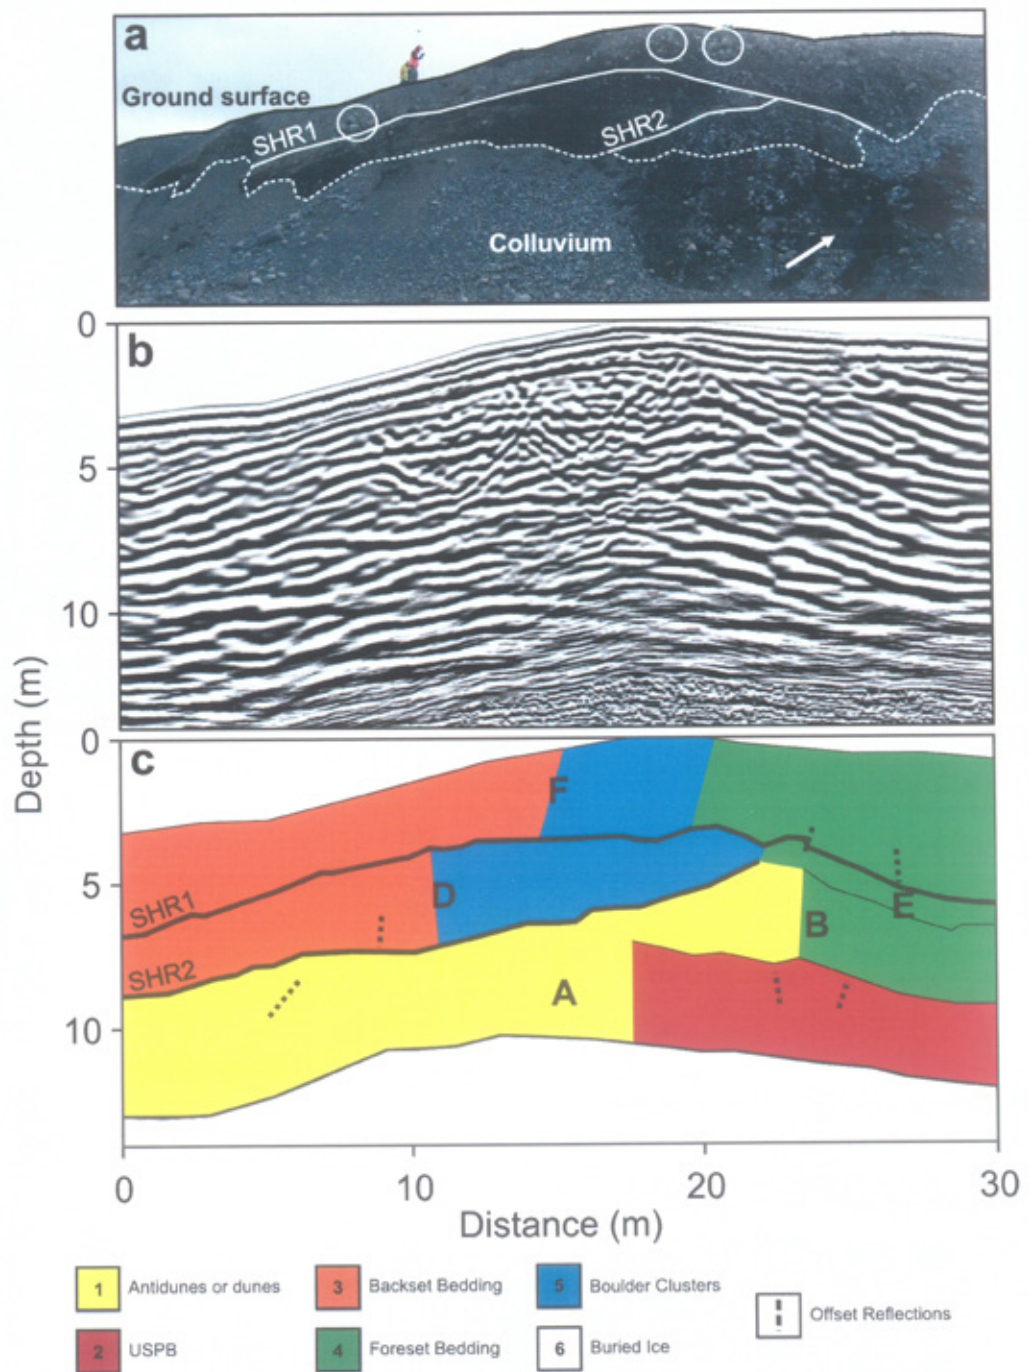 a
Ground surface
SHR1
SHR2
Colluvium
b
0
5
10
Depth (m)
c
0
5
10
F
D
E
B
A
SHR1
SHR2
0
10
20
30
Distance (m)
1 Antidunes or dunes
3 Backset Bedding
5 Boulder Clusters
Offset Reflections
2 USPB
4 Foreset Bedding
6 Buried Ice